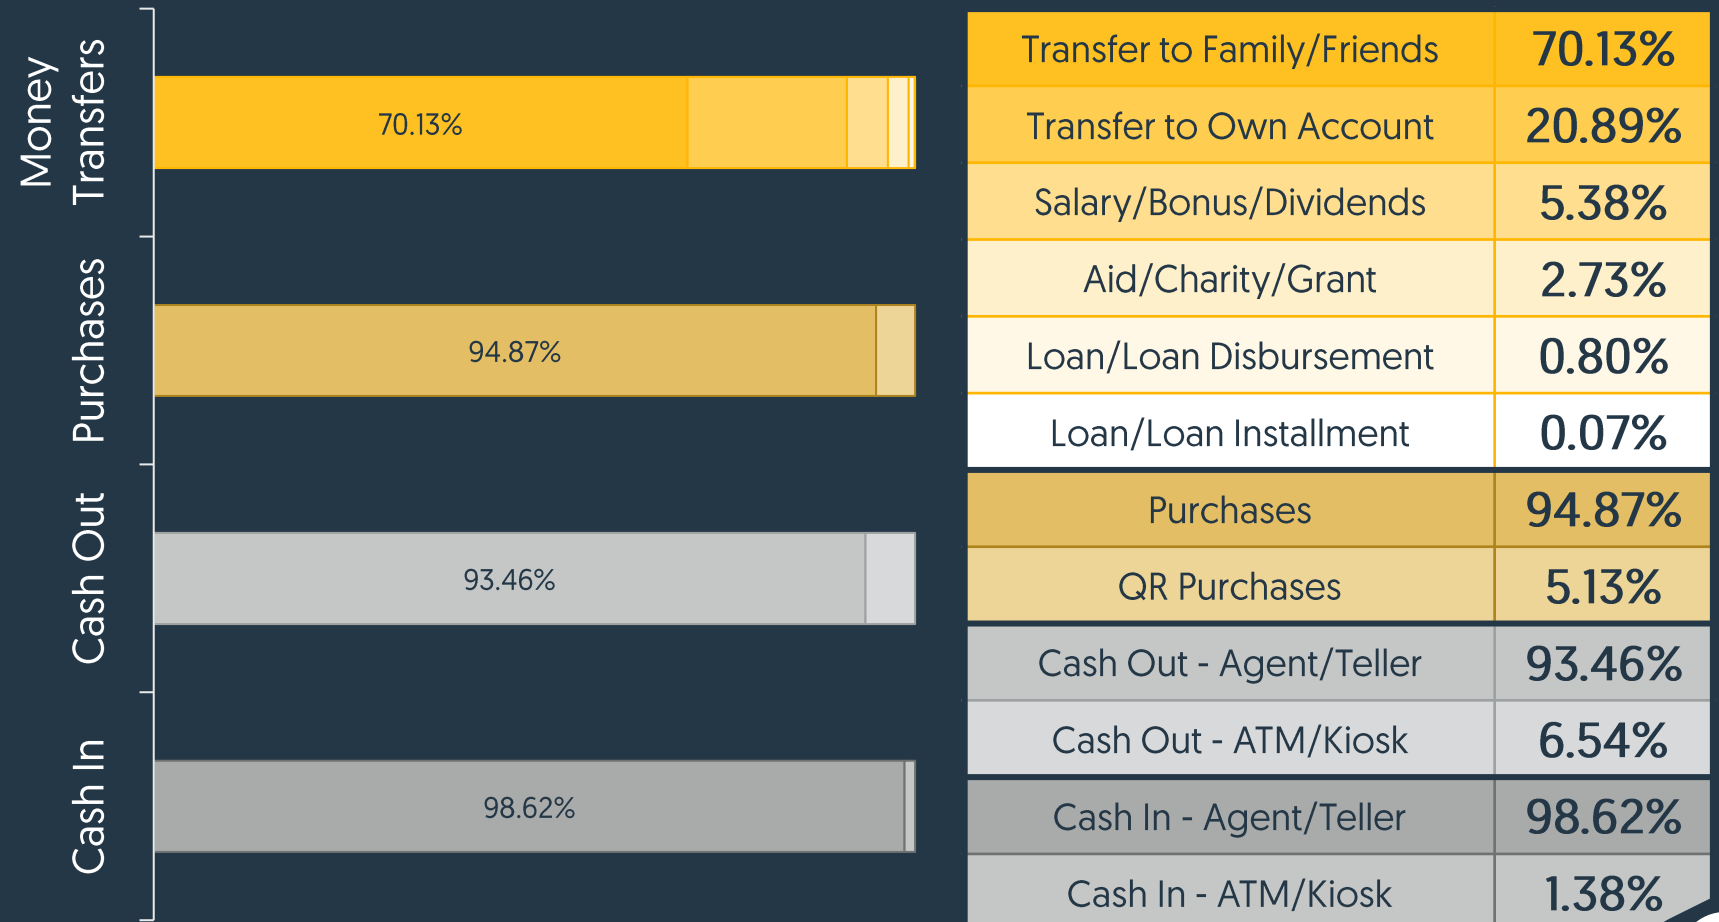 Money
Transfers
70.13%
Purchases
94.87%
Cash Out
93.46%
Cash In
98.62%
Transfer to Family/Friends 70.13%
Transfer to Own Account 20.89%
Salary/Bonus/Dividends 5.38%
Aid/Charity/Grant 2.73%
Loan/Loan Disbursement 0.80%
Loan/Loan Installment 0.07%
Purchases 94.87%
QR Purchases 5.13%
Cash Out - Agent/Teller 93.46%
Cash Out - ATM/Kiosk 6.54%
Cash In - Agent/Teller 98.62%
Cash In - ATM/Kiosk 1.38%